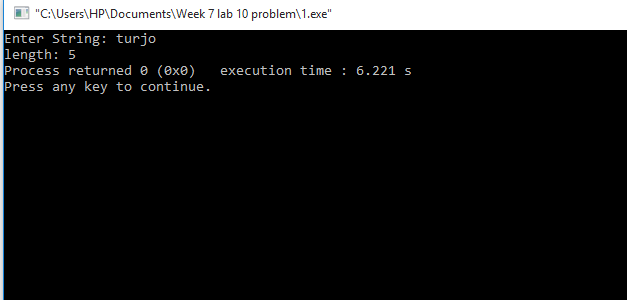 "C:\Users\HP\Documents\Week 7 lab 10 problem\1.exe"
Enter String: turjo
length: 5
Process returned 0 (0x0)   execution time : 6.221 s
Press any key to continue.